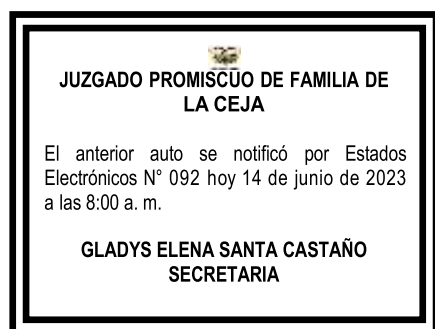 JUZGADO PROMISCUO DE FAMILIA DE
LA CEJA
El anterior auto se notificó por Estados
Electrónicos N° 092 hoy 14 de junio de 2023
a las 8:00 a. m.
GLADYS ELENA SANTA CASTAÑO
SECRETARIA